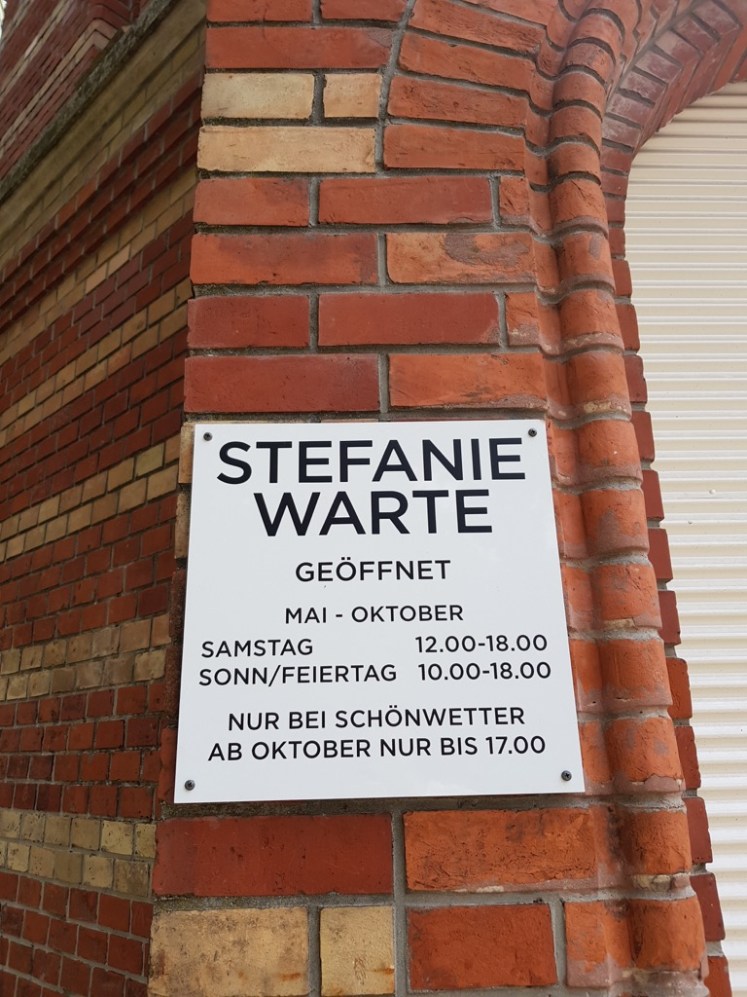 STEFANIE
WARTE
GEÖFFNET
MAI - OKTOBER
SAMSTAG 12.00-18.00
SONN/FEIERTAG 10.00-18.00
NUR BEI SCHÖNWETTER
AB OKTOBER NUR BIS 17.00